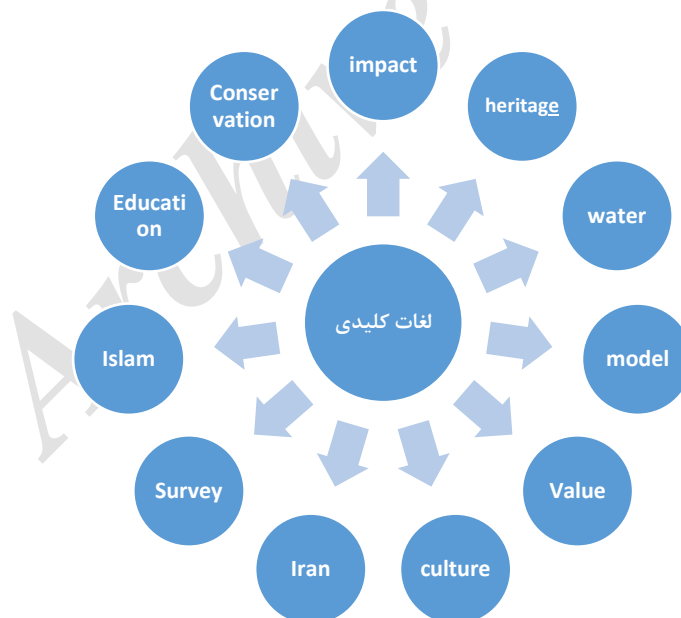 impact
heritage
water
model
Value
culture
Iran
Survey
Islam
Educati
on
Conser
vation
لغات کلیدی